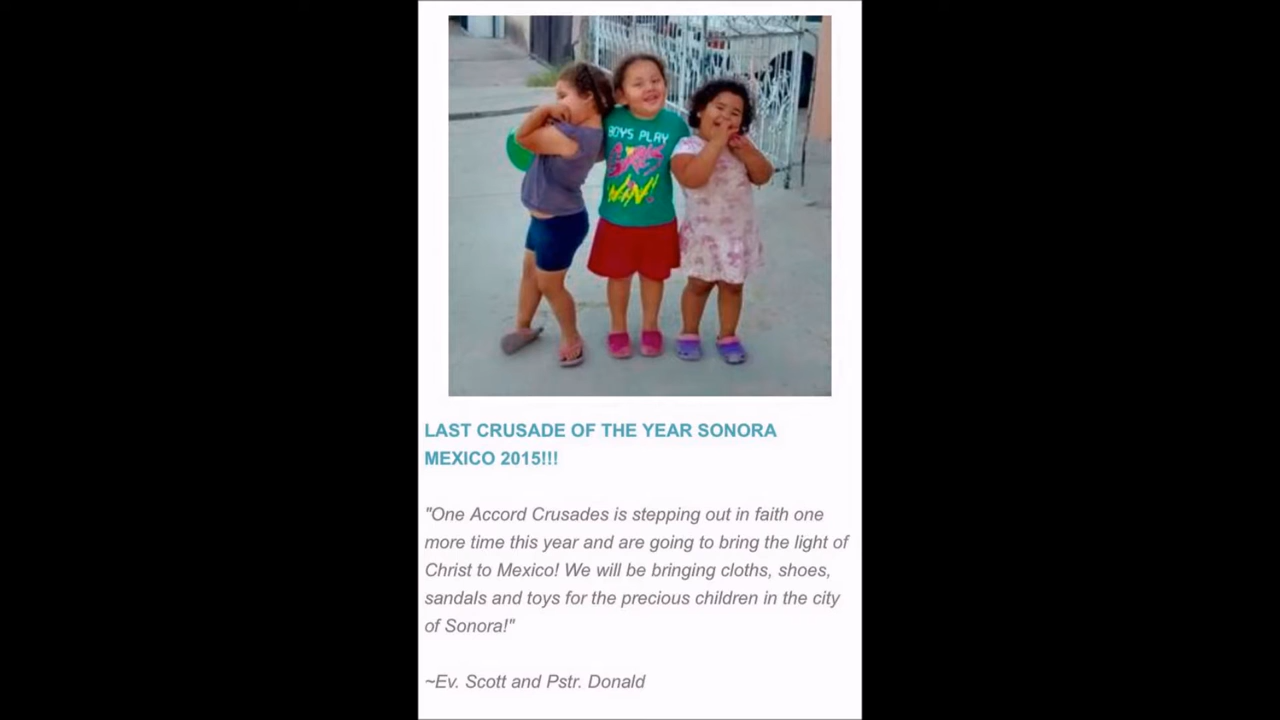 BOYS PLAY
GIRLS
WIN!
LAST CRUSADE OF THE YEAR SONORA
MEXICO 2015!!!
"One Accord Crusades is stepping out in faith one
more time this year and are going to bring the light of
Christ to Mexico! We will be bringing cloths, shoes,
sandals and toys for the precious children in the city
of Sonora!"
~Ev. Scott and Pstr. Donald